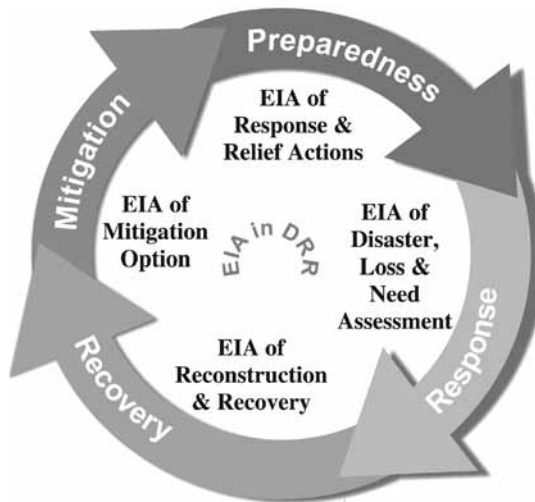 Preparedness
EIA of
Response &
Relief Actions
Mitigation
EIA of
Mitigation
Option
EIA in DRR
EIA of
Disaster,
Loss &
Need
Assessment
Response
EIA of
Reconstruction
& Recovery
Recovery